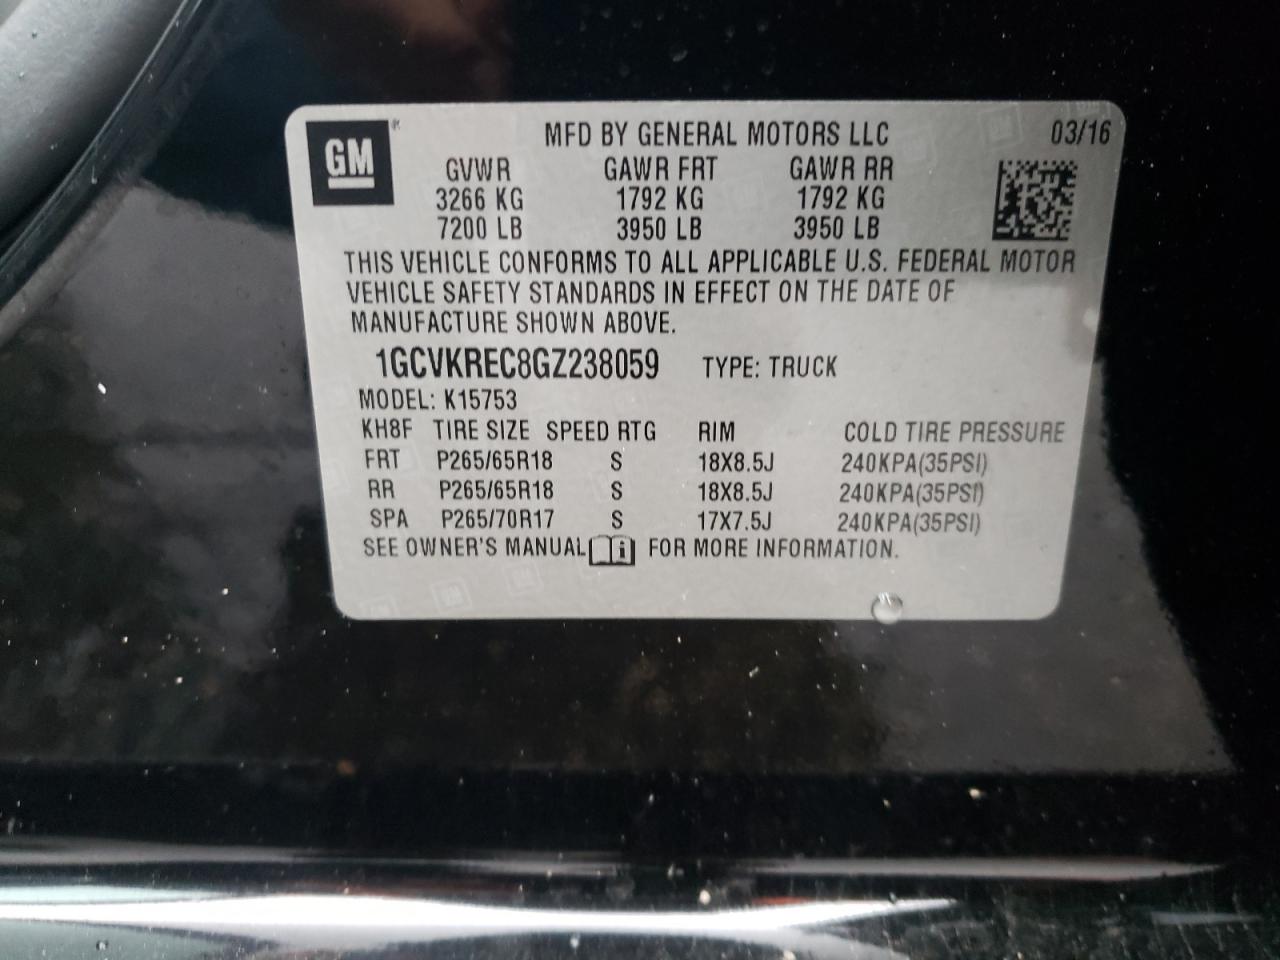 GM
MFD BY GENERAL MOTORS LLC 03/16
GVWR GAWR FRT GAWR RR
3266 KG 1792 KG 1792 KG
7200 LB 3950 LB 3950 LB
THIS VEHICLE CONFORMS TO ALL APPLICABLE U.S. FEDERAL MOTOR
VEHICLE SAFETY STANDARDS IN EFFECT ON THE DATE OF
MANUFACTURE SHOWN ABOVE.
1GCVKREC8GZ238059 TYPE: TRUCK
MODEL: K15753
KH8F TIRE SIZE SPEED RTG RIM COLD TIRE PRESSURE
FRT P265/65R18 S 18X8.5J 240KPA(35PSI)
RR P265/65R18 S 18X8.5J 240KPA(35PSI)
SPA P265/70R17 S 17X7.5J 240KPA(35PSI)
SEE OWNER'S MANUAL i FOR MORE INFORMATION.